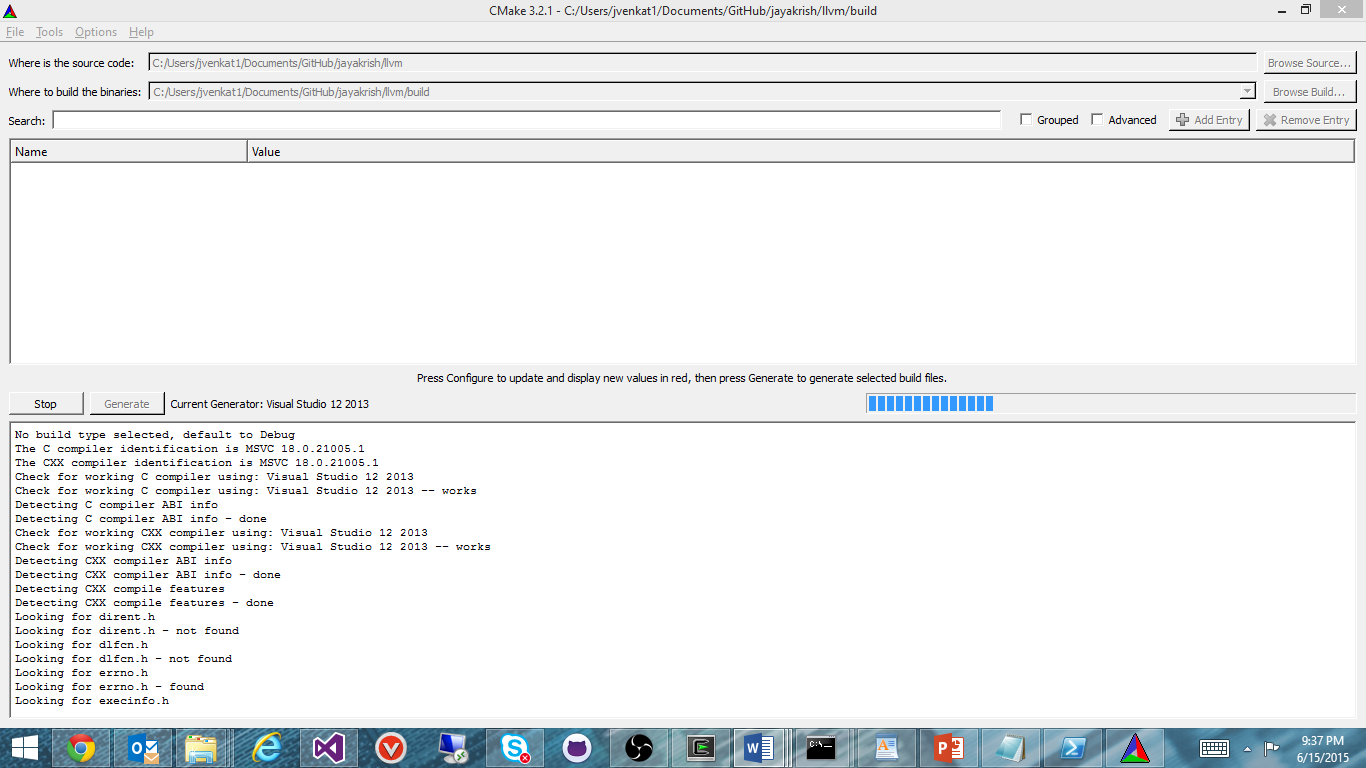 CMake 3.2.1 - C:/Users/jvenkat1/Documents/GitHub/jayakrish/llvm/build
File Tools Options Help
Where is the source code: C:/Users/jvenkat1/Documents/GitHub/jayakrish/llvm Browse Source...
Where to build the binaries: C:/Users/jvenkat1/Documents/GitHub/jayakrish/llvm/build Browse Build...
Search: Grouped Advanced Add Entry Remove Entry
Name Value
Press Configure to update and display new values in red, then press Generate to generate selected build files.
Stop Generate Current Generator: Visual Studio 12 2013
No build type selected, default to Debug
The C compiler identification is MSVC 18.0.21005.1
The CXX compiler identification is MSVC 18.0.21005.1
Check for working C compiler using: Visual Studio 12 2013
Check for working C compiler using: Visual Studio 12 2013 -- works
Detecting C compiler ABI info
Detecting C compiler ABI info - done
Check for working CXX compiler using: Visual Studio 12 2013
Check for working CXX compiler using: Visual Studio 12 2013 -- works
Detecting CXX compiler ABI info
Detecting CXX compiler ABI info - done
Detecting CXX compile features
Detecting CXX compile features - done
Looking for dirent.h
Looking for dirent.h - not found
Looking for dlfcn.h
Looking for dlfcn.h - not found
Looking for errno.h
Looking for errno.h - found
Looking for execinfo.h
9:37 PM
6/15/2015